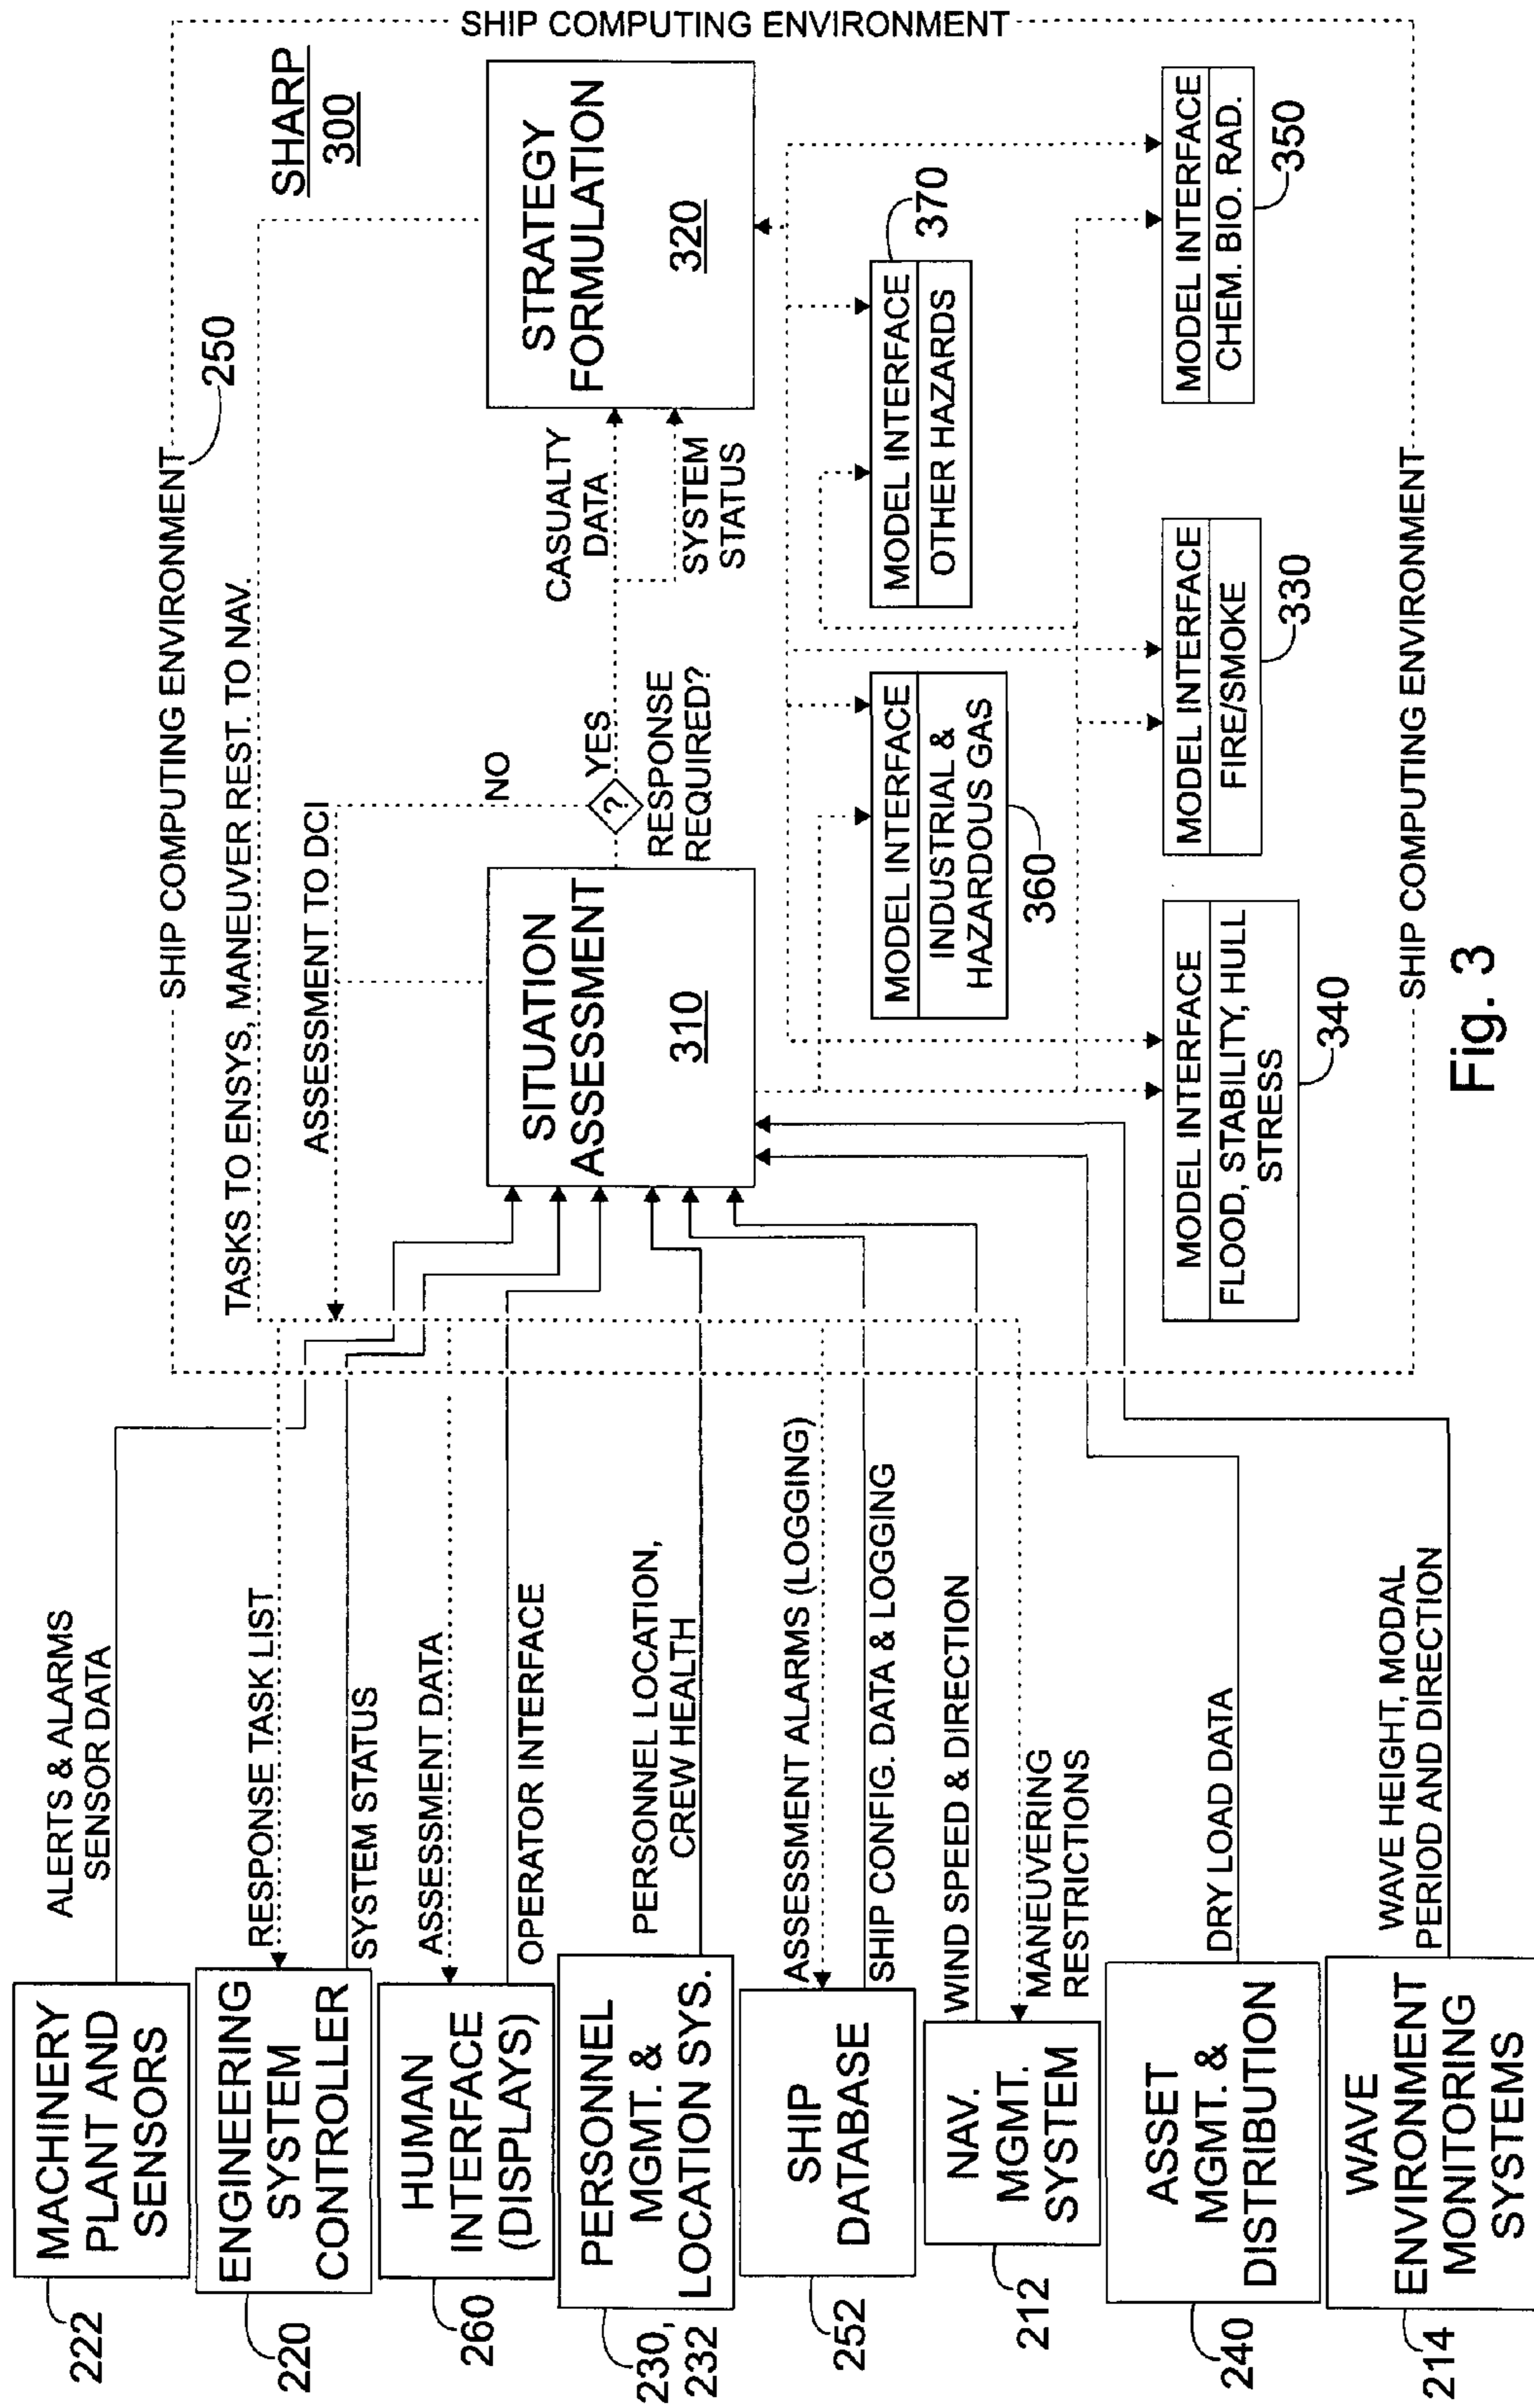 SHIP COMPUTING ENVIRONMENT
250
SHARP
300
SHIP COMPUTING ENVIRONMENT
TASKS TO ENSYS, MANEUVER REST. TO NAV.
ASSESSMENT TO DCI
NO
YES
?
RESPONSE
REQUIRED?
CASUALTY
DATA
SYSTEM
STATUS
SITUATION
ASSESSMENT
310
STRATEGY
FORMULATION
320
MACHINERY
PLANT AND
SENSORS
222
ALERTS & ALARMS
SENSOR DATA
ENGINEERING
SYSTEM
CONTROLLER
220
RESPONSE TASK LIST
SYSTEM STATUS
HUMAN
INTERFACE
(DISPLAYS)
260
ASSESSMENT DATA
OPERATOR INTERFACE
PERSONNEL
MGMT. &
LOCATION SYS.
230,
232
PERSONNEL LOCATION,
CREW HEALTH
SHIP
DATABASE
252
ASSESSMENT ALARMS (LOGGING)
SHIP CONFIG. DATA & LOGGING
NAV.
MGMT.
SYSTEM
212
WIND SPEED & DIRECTION
MANEUVERING
RESTRICTIONS
ASSET
MGMT. &
DISTRIBUTION
240
DRY LOAD DATA
WAVE
ENVIRONMENT
MONITORING
SYSTEMS
214
WAVE HEIGHT, MODAL
PERIOD AND DIRECTION
MODEL INTERFACE
INDUSTRIAL &
HAZARDOUS GAS
360
MODEL INTERFACE
OTHER HAZARDS
370
MODEL INTERFACE
FLOOD, STABILITY, HULL
STRESS
340
MODEL INTERFACE
FIRE/SMOKE
330
MODEL INTERFACE
CHEM. BIO. RAD.
350
SHIP COMPUTING ENVIRONMENT
Fig. 3